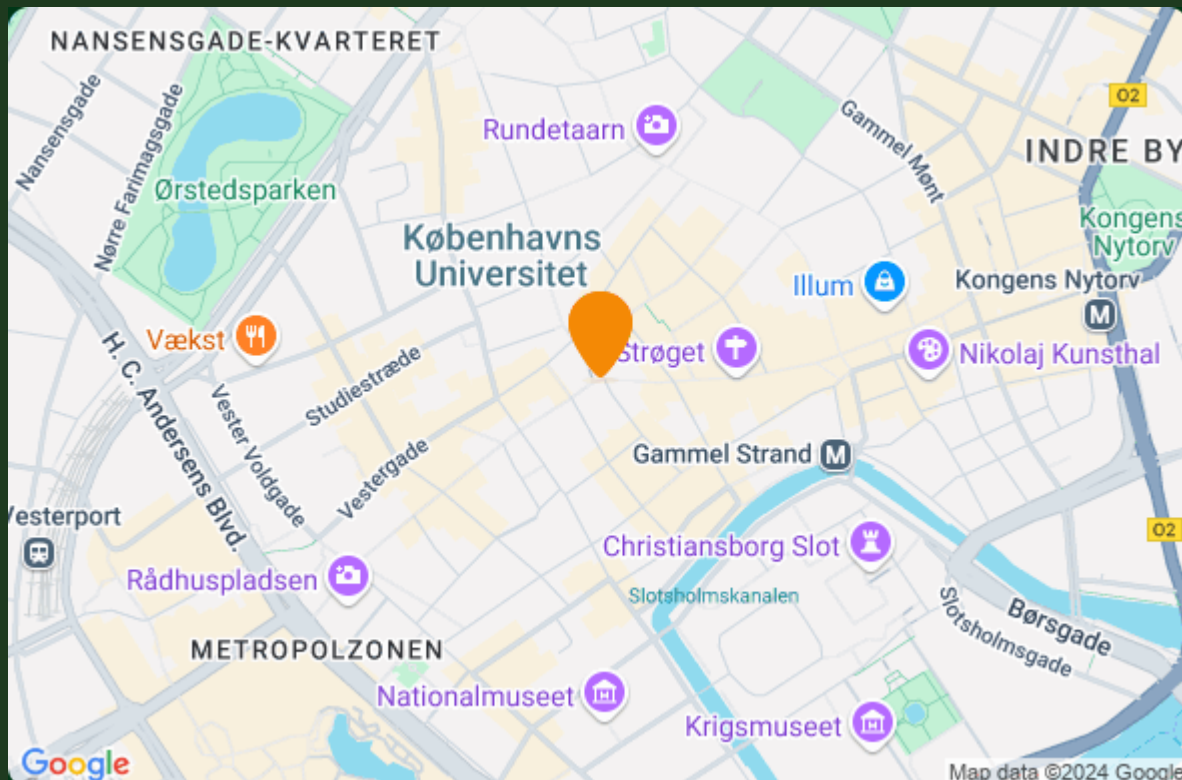 NANSENSGADE-KVARTERET
Nansensgade
Nørre Farimagsgade
Ørstedsparken
Rundetaarn
Gammel Mønt
O2
INDRE BY
Københavns
Universitet
Kongens
Nytorv
Illum
Kongens Nytorv
M
Vækst
Strøget
Nikolaj Kunsthal
H. C. Andersens Blvd.
Vester Voldgade
Studiestræde
Vestergade
Gammel Strand
M
Vesterport
O2
Christiansborg Slot
Rådhuspladsen
Slotsholmskanalen
Børsgade
Slotsholmsgade
METROPOLZONEN
Nationalmuseet
Krigsmuseet
Google
Map data ©2024 Google